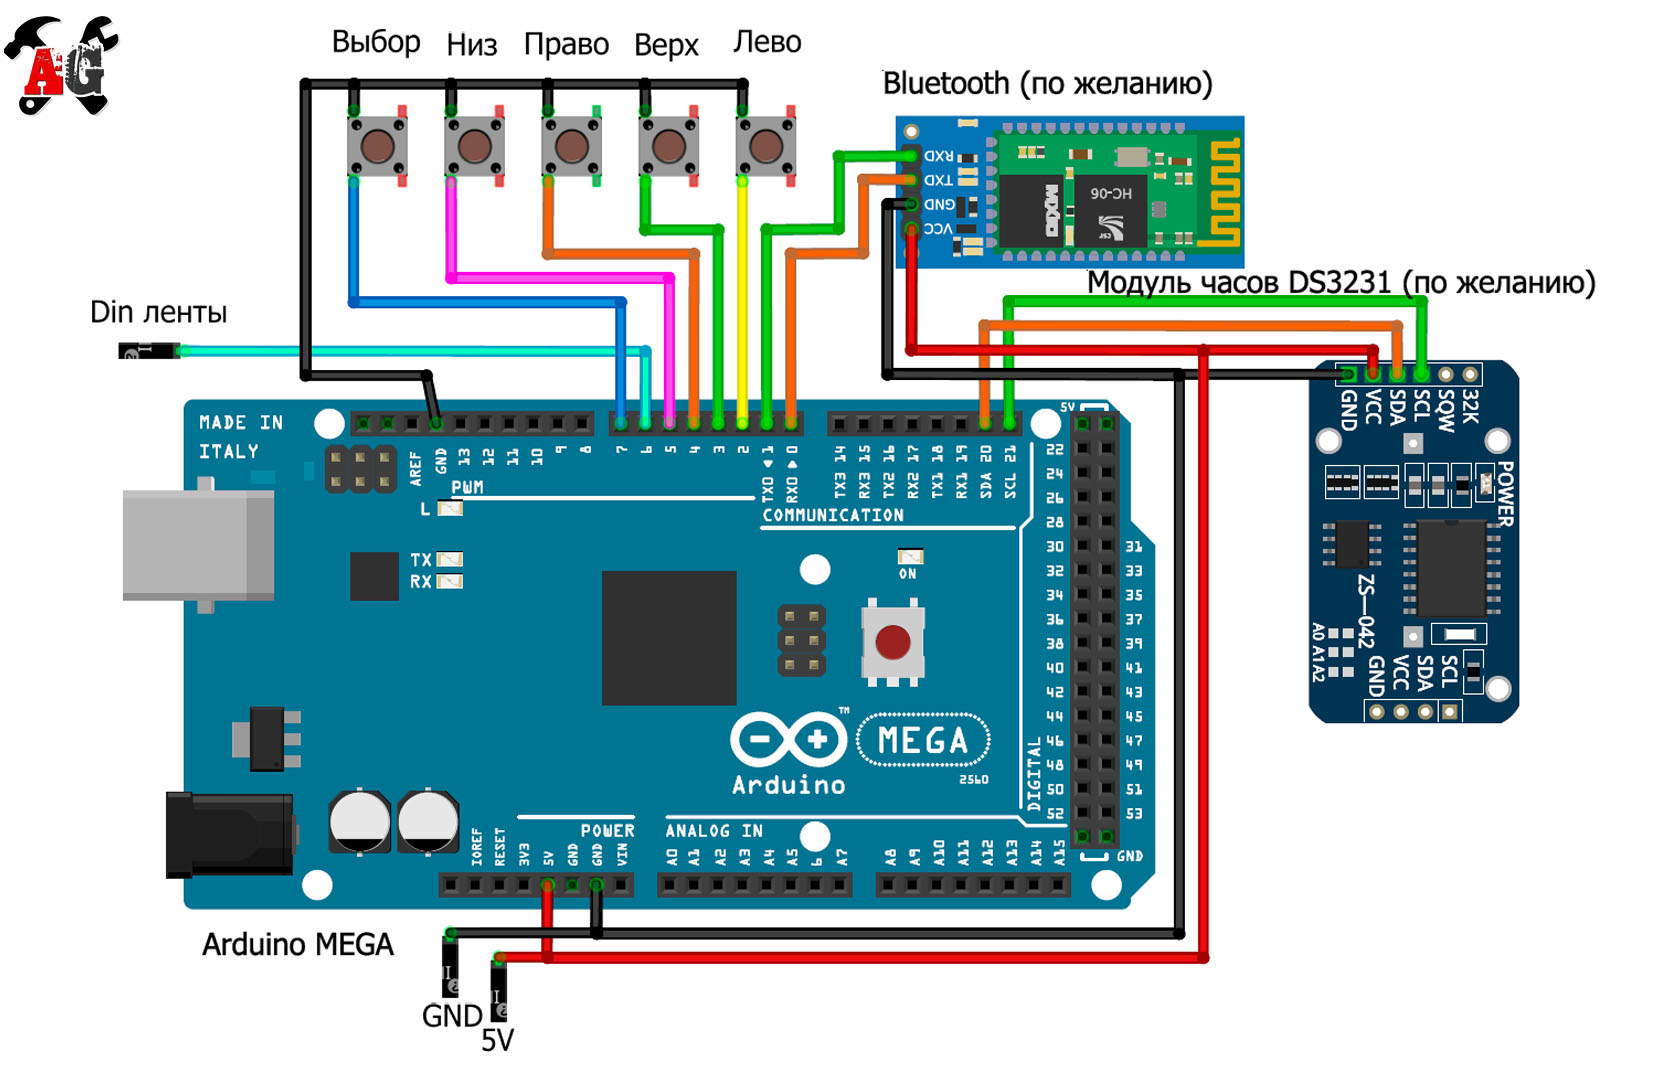 AG
Выбор
Низ
Право
Верх
Лево
Bluetooth (по желанию)
RXD
TXD
GND
VCC
HC-06
CSR
Модуль часов DS3231 (по желанию)
Din ленты
GND
VCC
SDA
SCL
SQW
32K
POWER
ZS-042
A0 A1A2
GND
VCC
SDA
SCL
MADE IN
ITALY
AREF
GND
13
12
11
10
9
8
7
6
5
4
3
2
TX0 1
RX0 0
TX3 14
RX3 15
TX2 16
RX2 17
TX1 18
RX1 19
SDA 20
SCL 21
5V
PWM
COMMUNICATION
L
TX
RX
ON
22
24
26
28
30 31
32 33
34 35
36 37
38 39
40 41
42 43
44 45
46 47
48 49
50 51
52 53
DIGITAL
GND
TM
MEGA
2560
Arduino
POWER
ANALOG IN
IOREF
RESET
3V3
5V
GND
GND
VIN
A0
A1
A2
A3
A4
A5
6
A7
A8
A9
A10
A11
A12
A13
A14
A15
Arduino MEGA
GND
5V